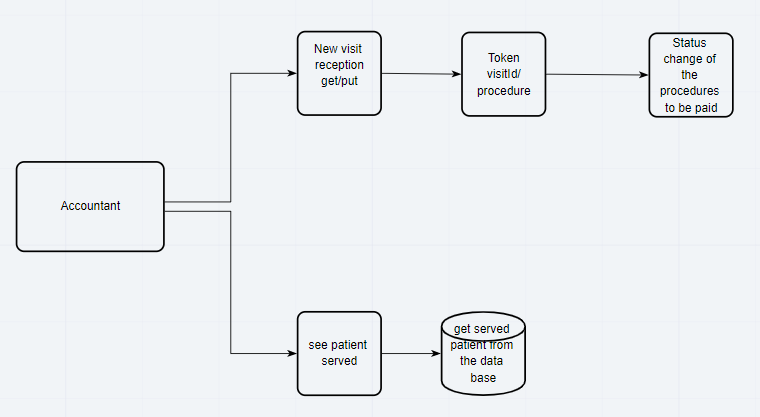 New visit
reception
get/put
Token
visitId/
procedure
Status
change of
the
procedures
to be paid
Accountant
see patient
served
get served
patient from
the data
base